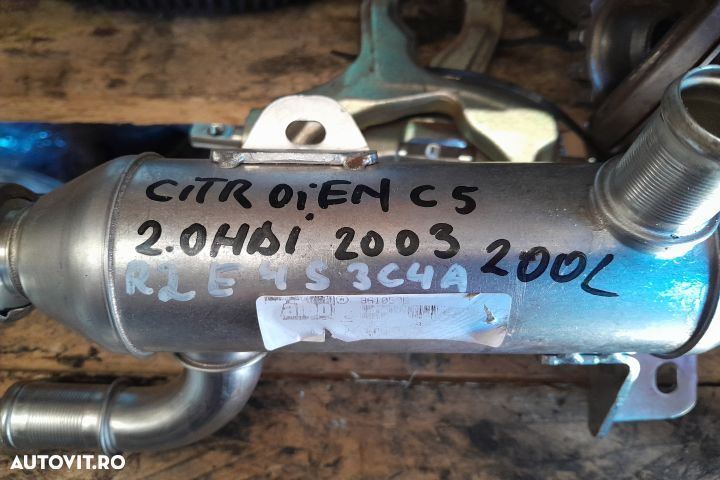 CiTROiEN C5
2.0HDI 2003 200L
R2E4S3C4A
AUTOVIT.RO